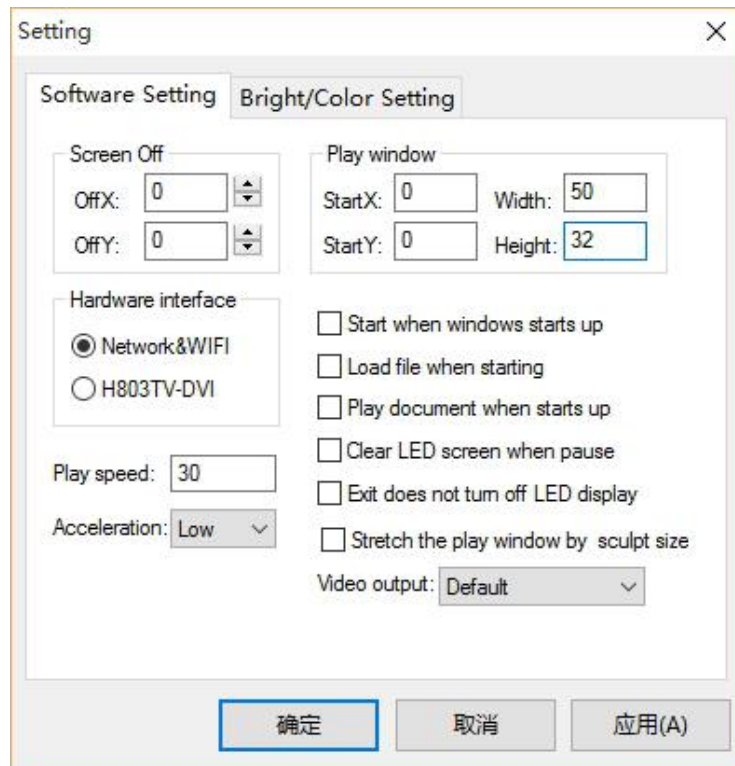 Setting
Software Setting
Bright/Color Setting
Screen Off
OffX: 0
OffY: 0
Play window
StartX: 0 Width: 50
StartY: 0 Height: 32
Hardware interface
Network&WIFI
H803TV-DVI
Play speed: 30
Acceleration: Low
Start when windows starts up
Load file when starting
Play document when starts up
Clear LED screen when pause
Exit does not turn off LED display
Stretch the play window by sculpt size
Video output: Default
确定
取消
应用(A)